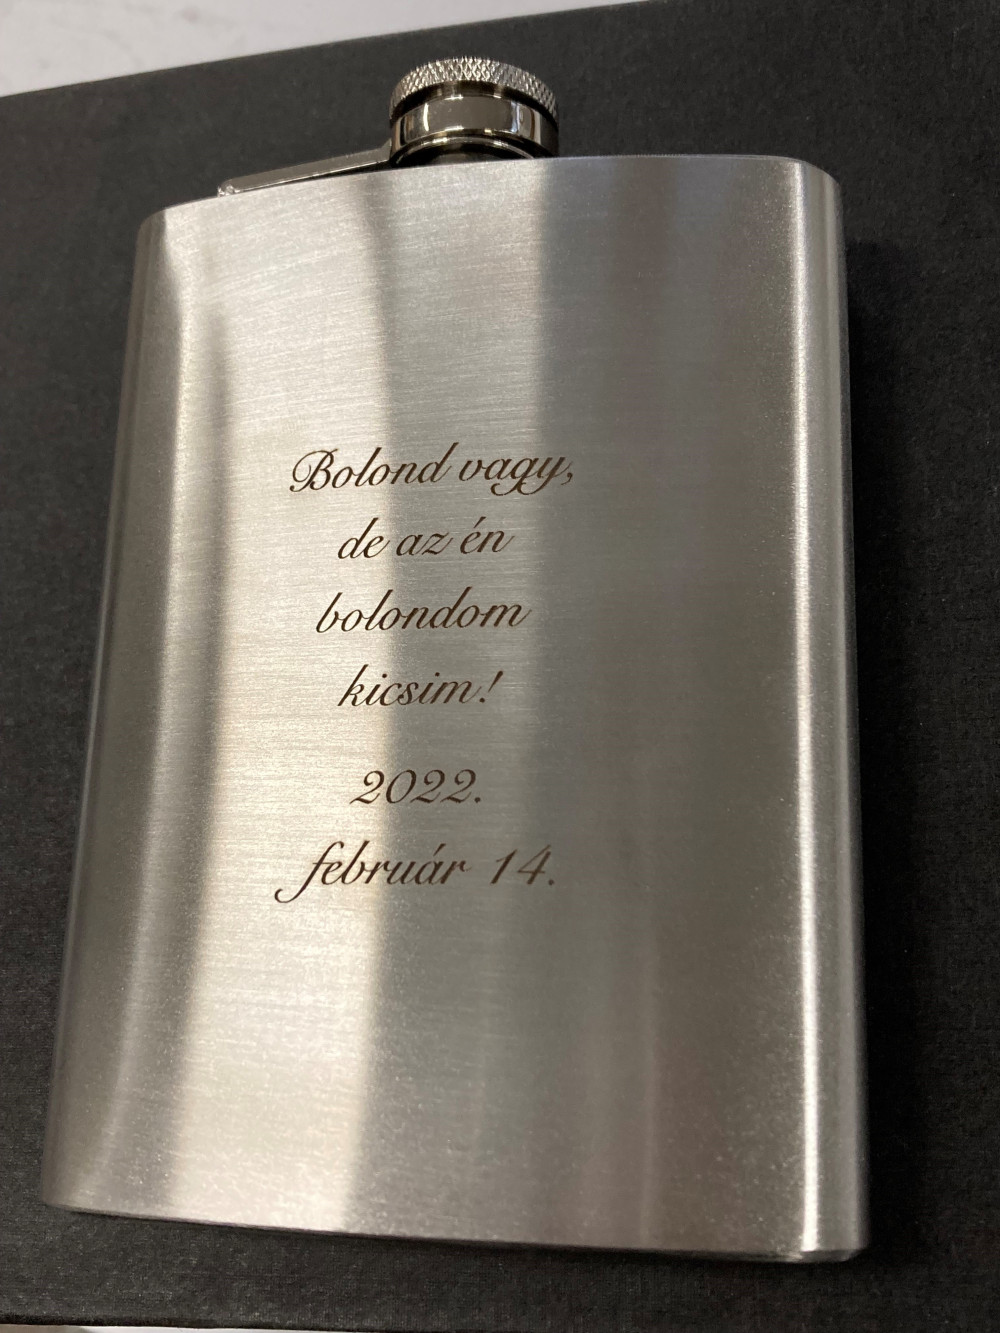 Bolond vagy,
de az én
bolondom
kicsim!
2022.
február 14.